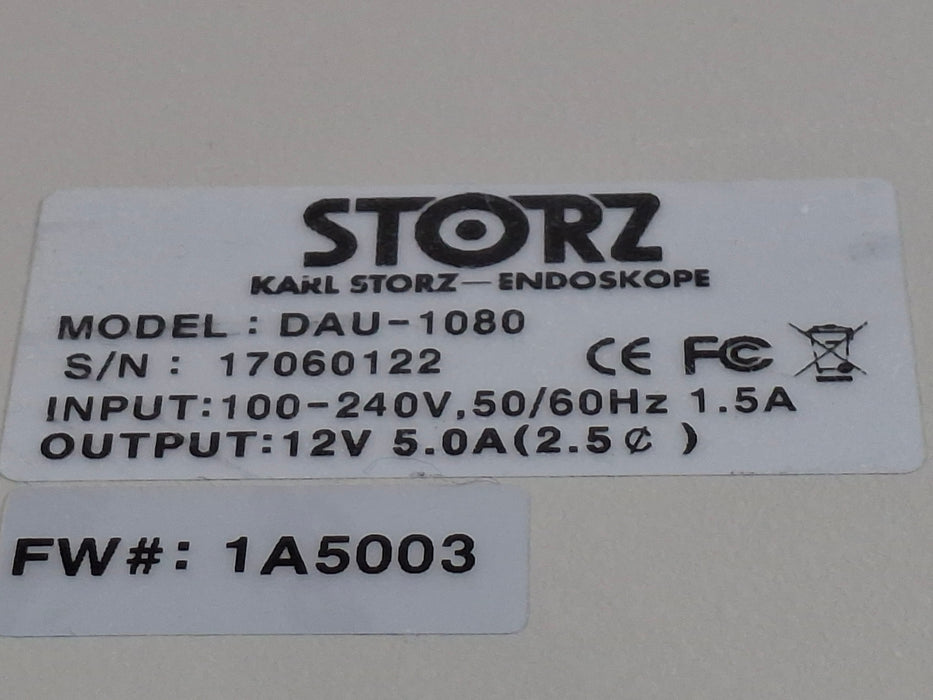 STORZ
KARL STORZ—ENDOSKOPE
MODEL : DAU-1080
S/N : 17060122
CE FC
INPUT:100-240V,50/60Hz 1.5A
OUTPUT:12V 5.0A(2.5¢ )
FW#: 1A5003